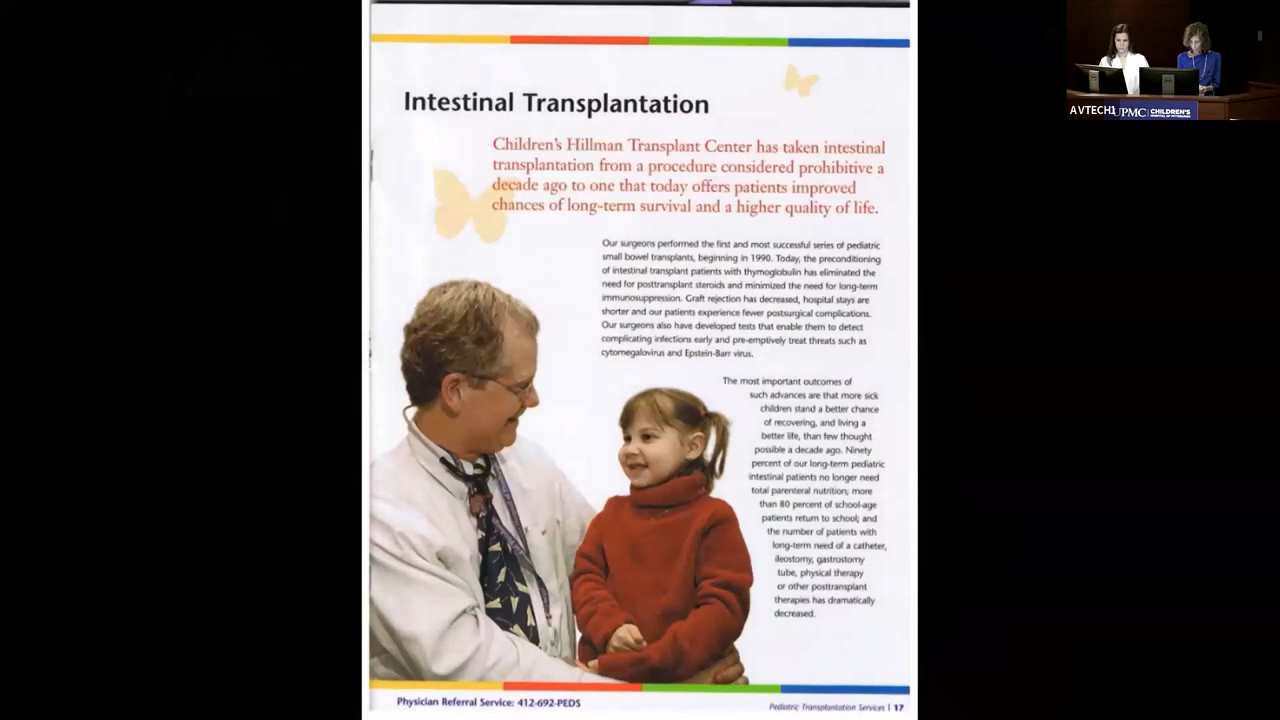 Intestinal Transplantation
Children's Hillman Transplant Center has taken intestinal
transplantation from a procedure considered prohibitive a
decade ago to one that today offers patients improved
chances of long-term survival and a higher quality of life.
Our surgeons performed the first and most successful series of pediatric
small bowel transplants, beginning in 1990. Today, the preconditioning
of intestinal transplant patients with thymoglobulin has eliminated the
need for posttransplant steroids and minimized the need for long-term
immunosuppression. Graft rejection has decreased, hospital stays are
shorter and our patients experience fewer postsurgical complications.
Our surgeons also have developed tests that enable them to detect
complicating infections early and pre-emptively treat threats such as
cytomegalovirus and Epstein-Barr virus.
The most important outcomes of
such advances are that more sick
children stand a better chance
of recovering, and living a
better life, than few thought
possible a decade ago. Ninety
percent of our long-term pediatric
intestinal patients no longer need
total parenteral nutrition; more
than 80 percent of school-age
patients return to school; and
the number of patients with
long-term need of a catheter,
ileostomy, gastrostomy
tube, physical therapy
or other posttransplant
therapies has dramatically
decreased.
Physician Referral Service: 412-692-PEDS
Pediatric Transplantation Services | 17
AVTECH1
UPMC | CHILDREN'S
HOSPITAL OF PITTSBURGH